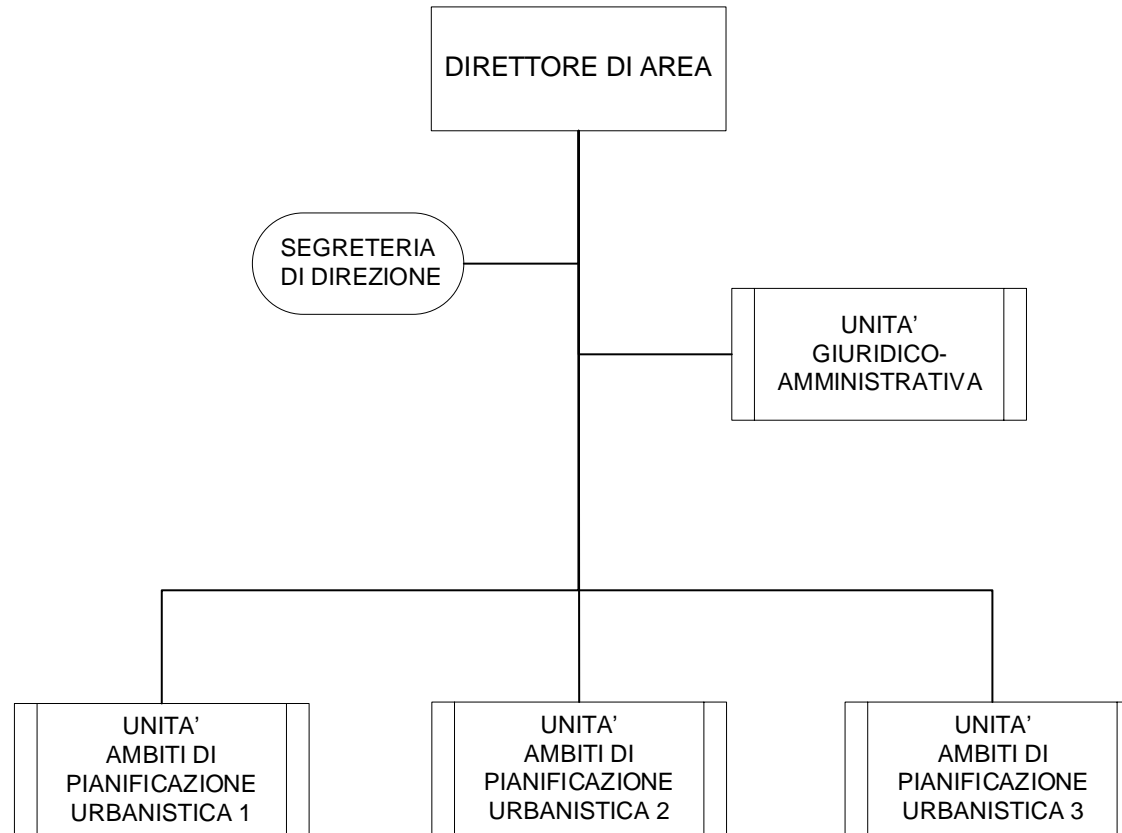 DIRETTORE DI AREA
SEGRETERIA
DI DIREZIONE
UNITA'
GIURIDICO-
AMMINISTRATIVA
UNITA'
AMBITI DI
PIANIFICAZIONE
URBANISTICA 1
UNITA'
AMBITI DI
PIANIFICAZIONE
URBANISTICA 2
UNITA'
AMBITI DI
PIANIFICAZIONE
URBANISTICA 3